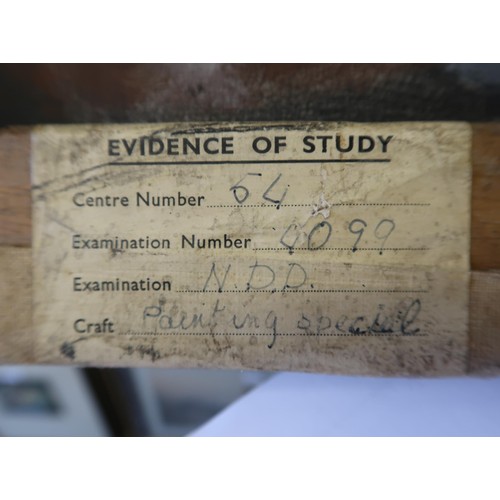 EVIDENCE OF STUDY
Centre Number 54
Examination Number 4099
Examination N.D.D.
Craft Painting special